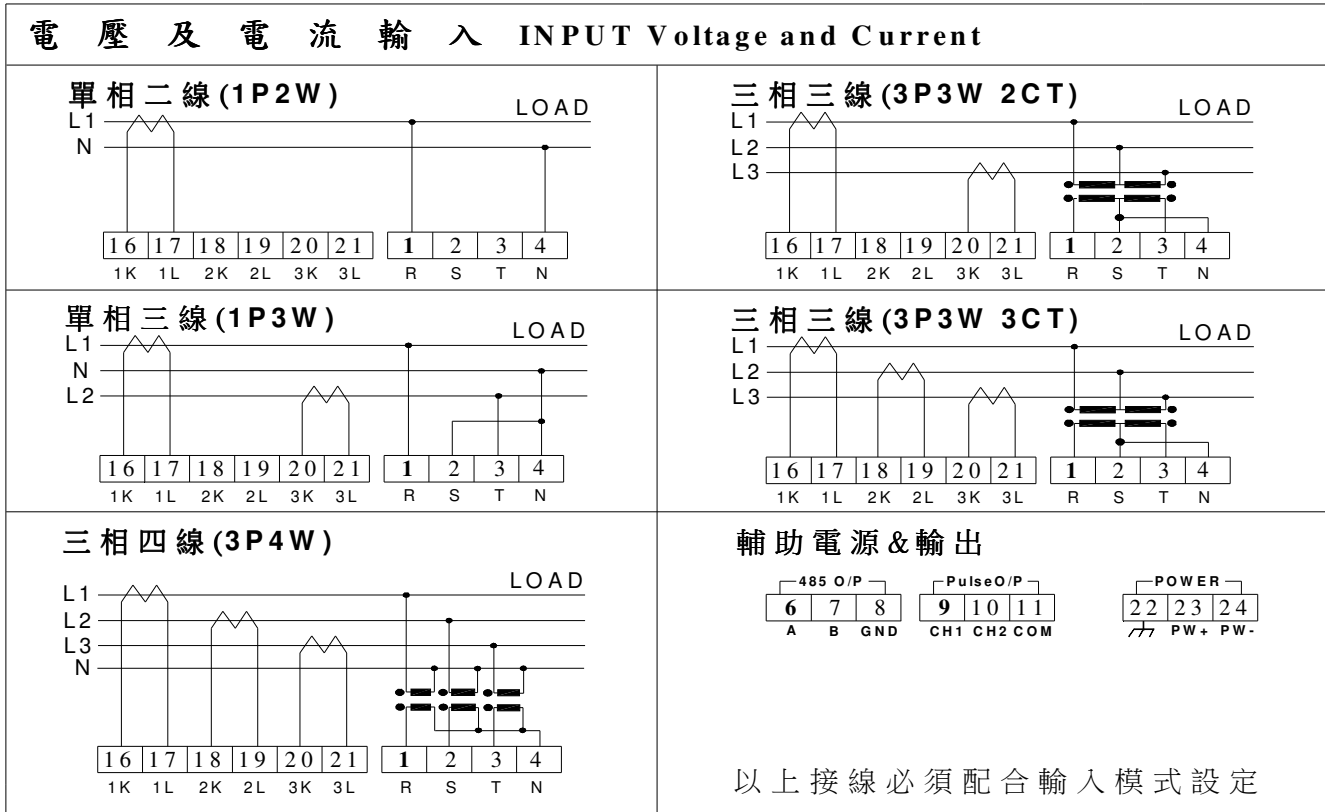 電壓及電流輸入 INPUT Voltage and Current
單相二線(1P2W)
LOAD
L1
N
16 17 18 19 20 21 1 2 3 4
1K 1L 2K 2L 3K 3L R S T N
三相三線(3P3W 2CT)
LOAD
L1
L2
L3
16 17 18 19 20 21 1 2 3 4
1K 1L 2K 2L 3K 3L R S T N
單相三線(1P3W)
LOAD
L1
N
L2
16 17 18 19 20 21 1 2 3 4
1K 1L 2K 2L 3K 3L R S T N
三相三線(3P3W 3CT)
LOAD
L1
L2
L3
16 17 18 19 20 21 1 2 3 4
1K 1L 2K 2L 3K 3L R S T N
三相四線(3P4W)
LOAD
L1
L2
L3
N
16 17 18 19 20 21 1 2 3 4
1K 1L 2K 2L 3K 3L R S T N
輔助電源&輸出
485 O/P PulseO/P POWER
6 7 8 9 10 11 22 23 24
A B GND CH1 CH2 COM PW+ PW-
以上接線必須配合輸入模式設定